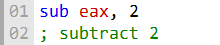 01 sub eax, 2
02 ; subtract 2